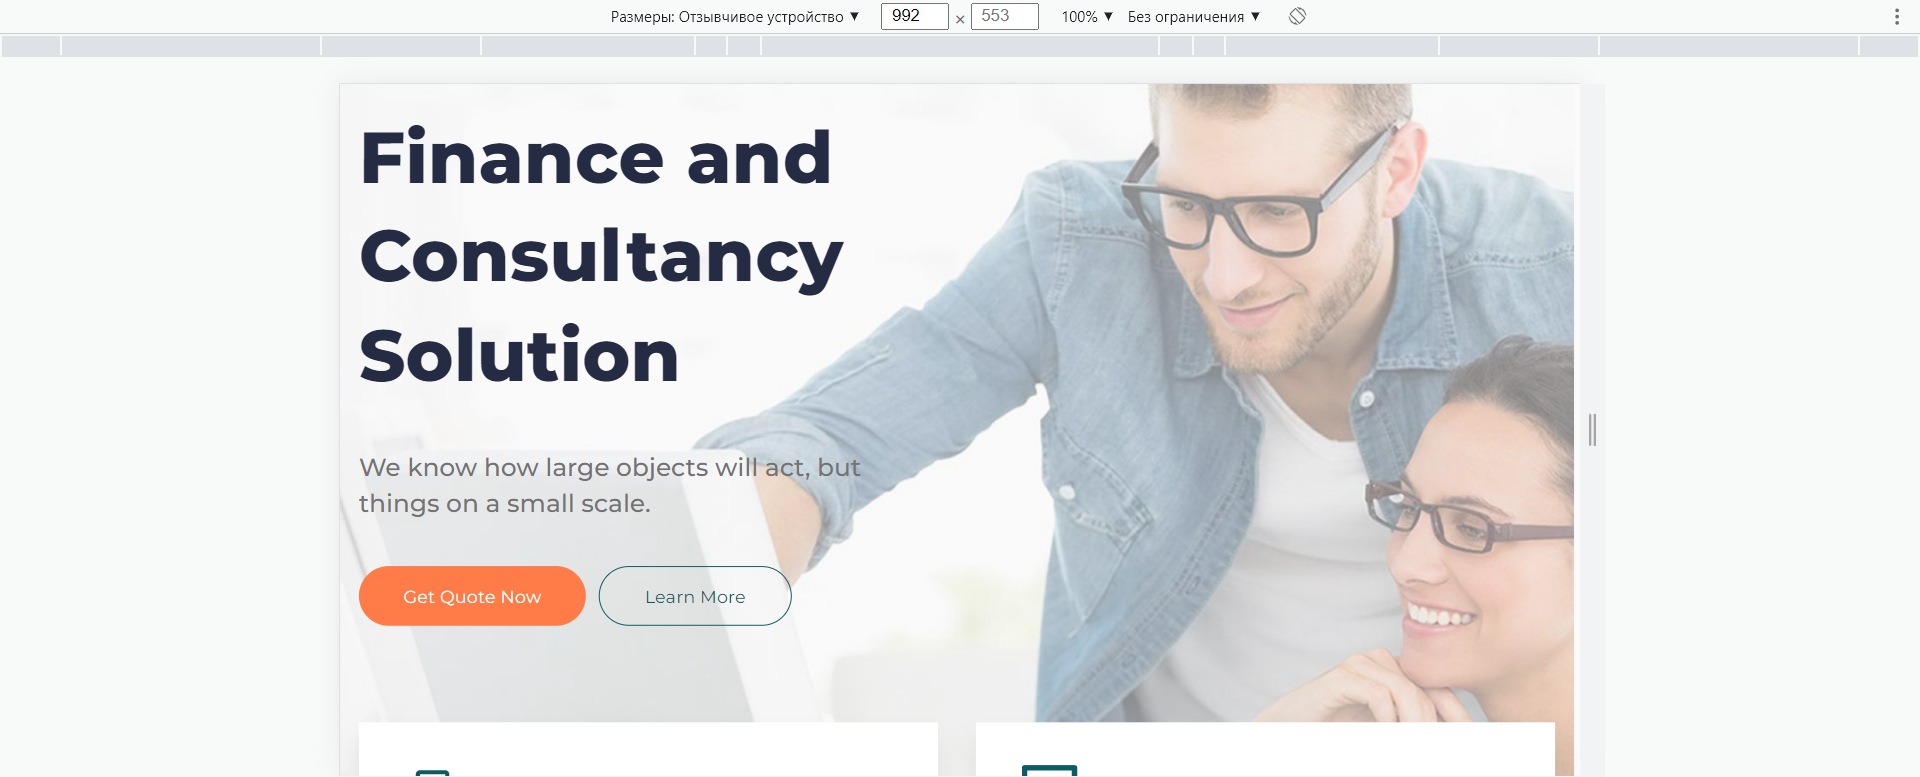 Размеры: Отзывчивое устройство ▼ 992 × 553 100% ▼ Без ограничения ▼
Finance and
Consultancy
Solution
We know how large objects will act, but
things on a small scale.
Get Quote Now Learn More